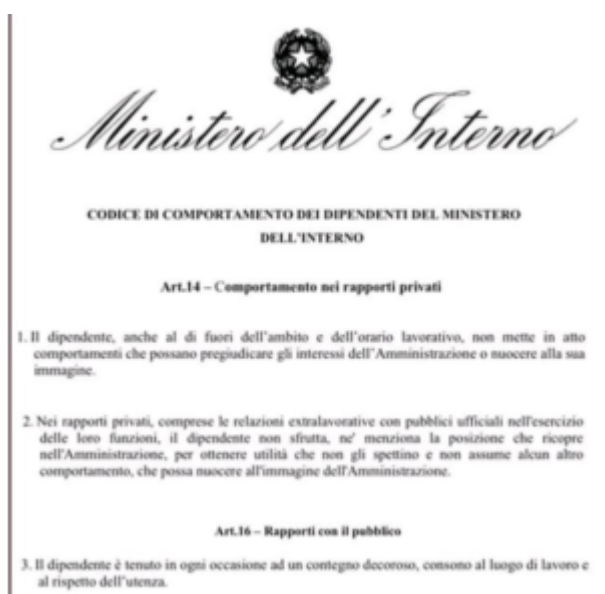 Ministero dell'Interno
CODICE DI COMPORTAMENTO DEI DIPENDENTI DEL MINISTERO
DELL'INTERNO
Art.14 – Comportamento nei rapporti privati
1. Il dipendente, anche al di fuori dell'ambito e dell'orario lavorativo, non mette in atto
comportamenti che possano pregiudicare gli interessi dell'Amministrazione o nuocere alla sua
immagine.
2. Nei rapporti privati, comprese le relazioni extralavorative con pubblici ufficiali nell'esercizio
delle loro funzioni, il dipendente non sfrutta, ne' menziona la posizione che ricopre
nell'Amministrazione, per ottenere utilità che non gli spettino e non assume alcun altro
comportamento, che possa nuocere all'immagine dell'Amministrazione.
Art.16 – Rapporti con il pubblico
3. Il dipendente è tenuto in ogni occasione ad un contegno decoroso, consono al luogo di lavoro e
al rispetto dell'utenza.